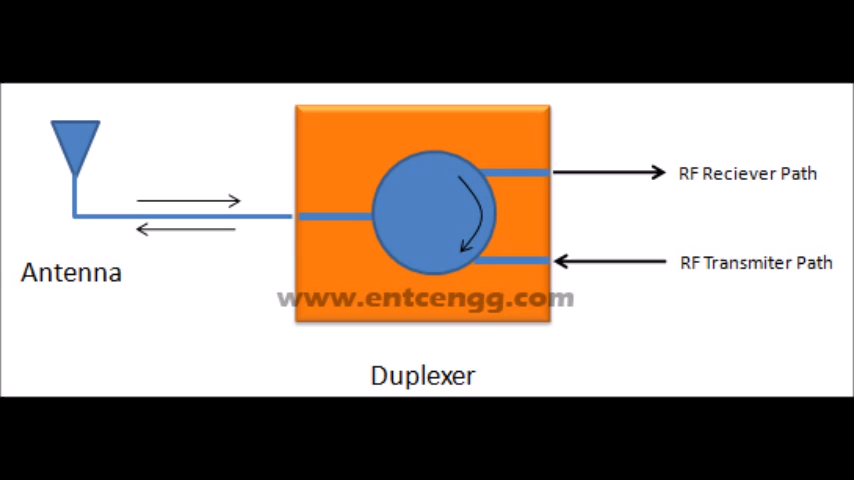 RF Reciever Path
Antenna
RF Transmiter Path
www.entcengg.com
Duplexer